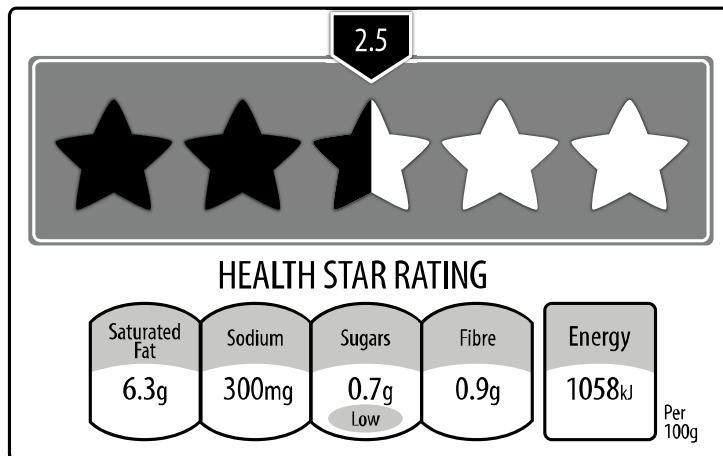 2.5
HEALTH STAR RATING
Saturated
Fat
6.3g
Sodium
300mg
Sugars
0.7g
Low
Fibre
0.9g
Energy
1058kJ
Per
100g